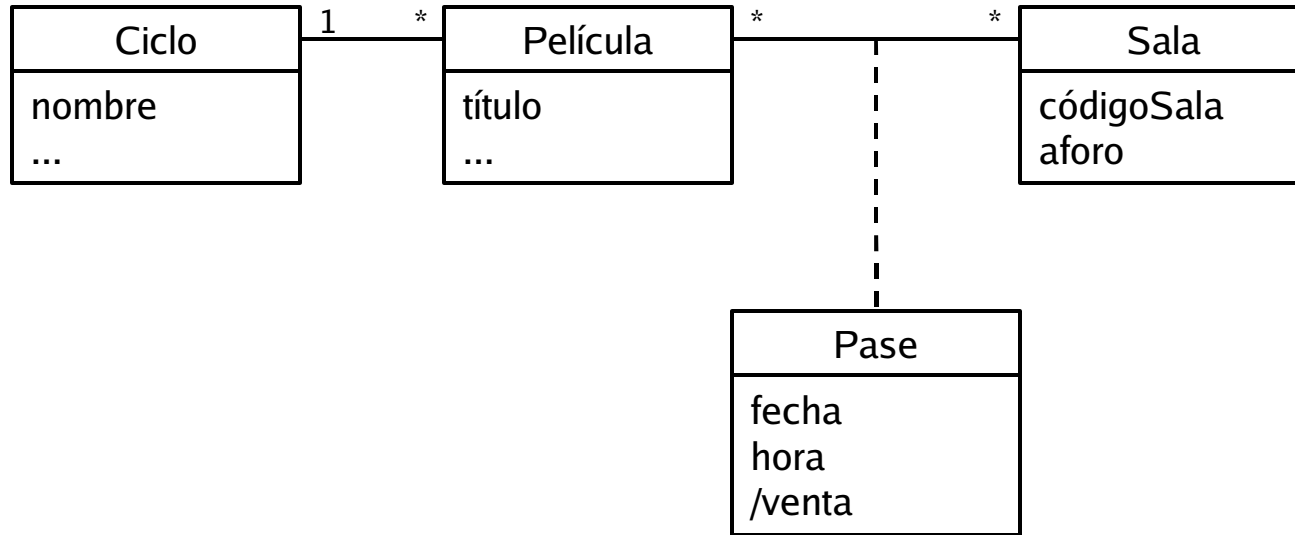 Ciclo
nombre
...
1
*
Película
título
...
*
*
Sala
códigoSala
aforo
Pase
fecha
hora
/venta